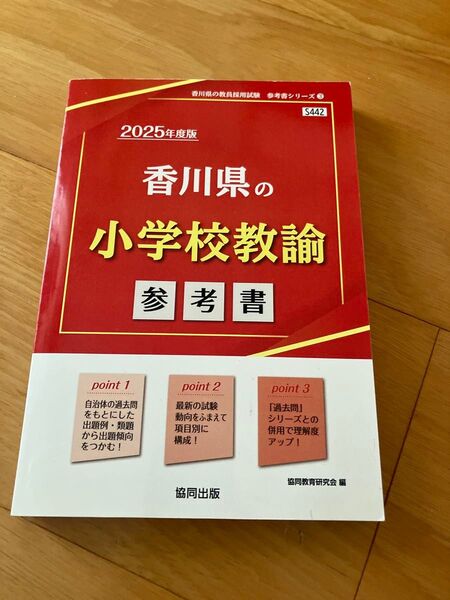 香川県の教員採用試験 参考書シリーズ③
S442
2025年度版
香川県の
小学校教諭
参考書
point 1
自治体の過去問
をもとにした
出題例・類題
から出題傾向
をつかむ!
point 2
最新の試験
動向をふまえて
項目別に
構成!
point 3
「過去問」
シリーズとの
併用で理解度
アップ!
協同教育研究会 編
協同出版